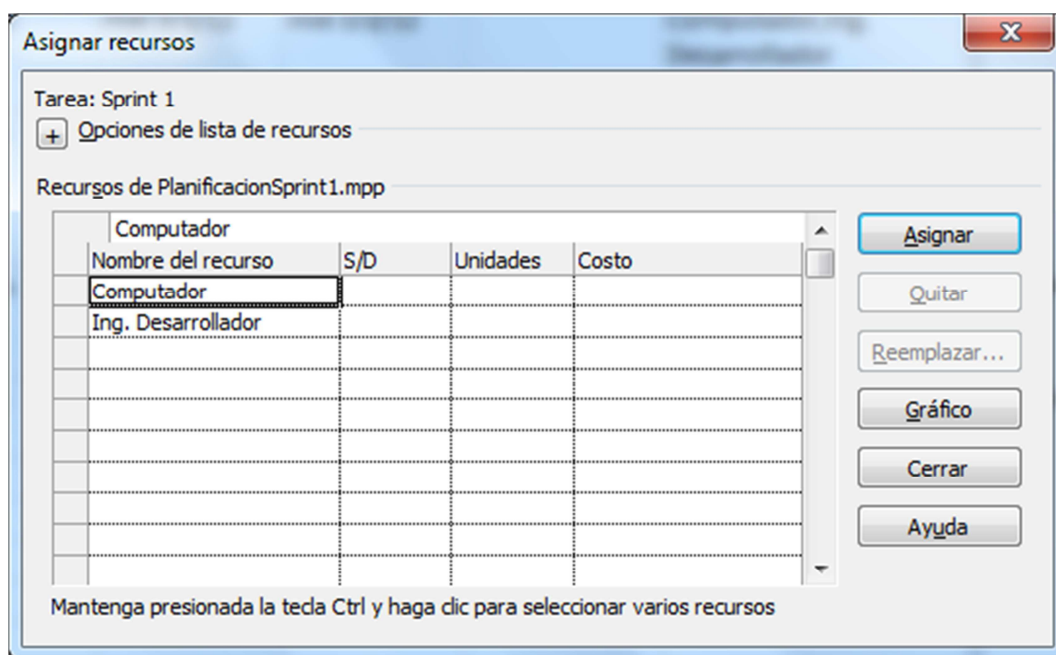 Asignar recursos
Tarea: Sprint 1
+ Opciones de lista de recursos
Recursos de PlanificacionSprint1.mpp
Computador
Nombre del recurso S/D Unidades Costo
Computador
Ing. Desarrollador
Asignar
Quitar
Reemplazar...
Gráfico
Cerrar
Ayuda
Mantenga presionada la tecla Ctrl y haga clic para seleccionar varios recursos